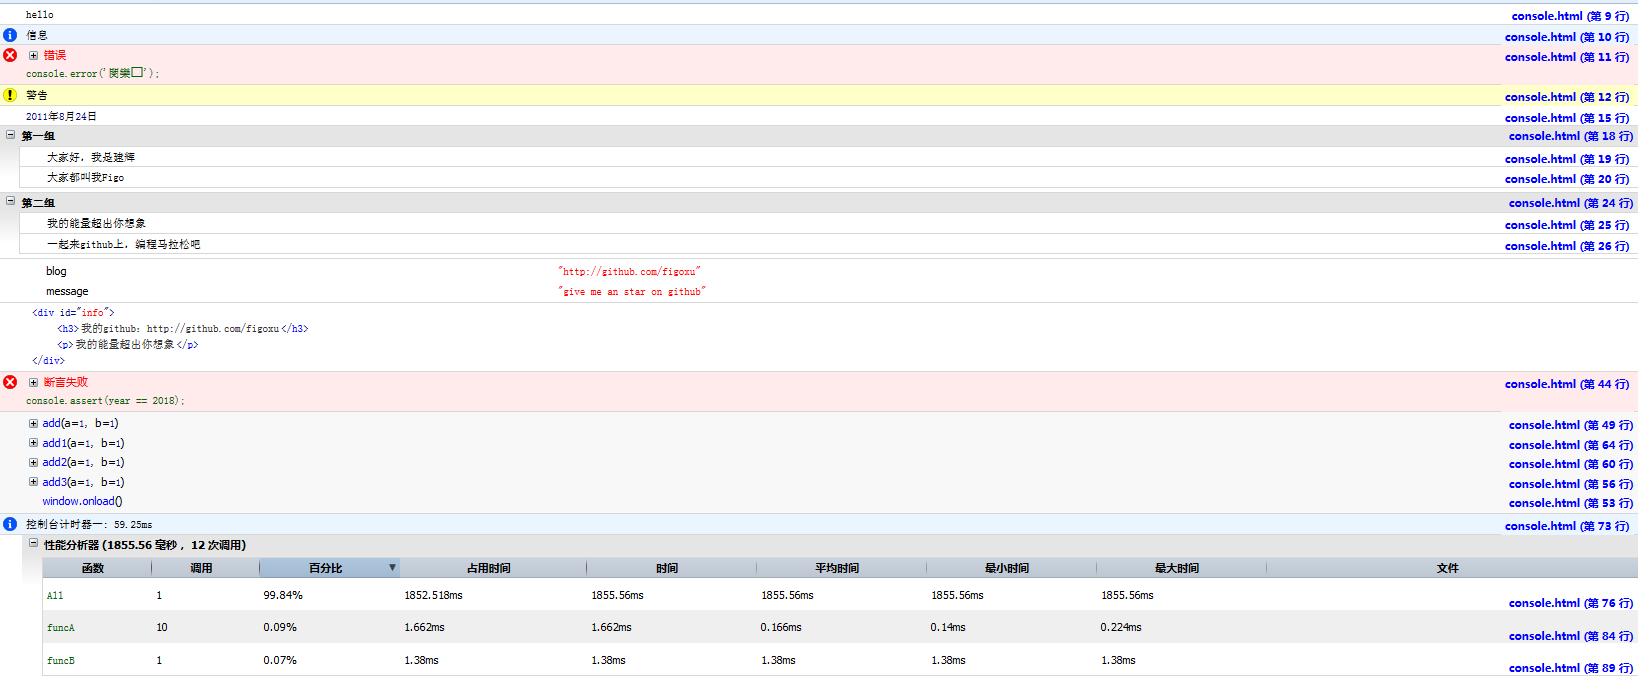 hello console.html (第 9 行)
信息 console.html (第 10 行)
错误 console.html (第 11 行)
console.error('閿欒□');
警告 console.html (第 12 行)
2011年8月24日 console.html (第 15 行)
第一组 console.html (第 18 行)
大家好，我是建辉 console.html (第 19 行)
大家都叫我Figo console.html (第 20 行)
第二组 console.html (第 24 行)
我的能量超出你想象 console.html (第 25 行)
一起来github上，编程马拉松吧 console.html (第 26 行)
blog "http://github.com/figoxu"
message "give me an star on github"
<div id="info">
<h3>我的github：http://github.com/figoxu</h3>
<p>我的能量超出你想象</p>
</div>
断言失败 console.html (第 44 行)
console.assert(year == 2018);
add(a=1, b=1) console.html (第 49 行)
add1(a=1, b=1) console.html (第 64 行)
add2(a=1, b=1) console.html (第 60 行)
add3(a=1, b=1) console.html (第 56 行)
window.onload() console.html (第 53 行)
控制台计时器一: 59.25ms console.html (第 73 行)
性能分析器 (1855.56 毫秒， 12 次调用)
函数 调用 百分比 占用时间 时间 平均时间 最小时间 最大时间 文件
All 1 99.84% 1852.518ms 1855.56ms 1855.56ms 1855.56ms 1855.56ms console.html (第 76 行)
funcA 10 0.09% 1.662ms 1.662ms 0.166ms 0.14ms 0.224ms console.html (第 84 行)
funcB 1 0.07% 1.38ms 1.38ms 1.38ms 1.38ms 1.38ms console.html (第 89 行)